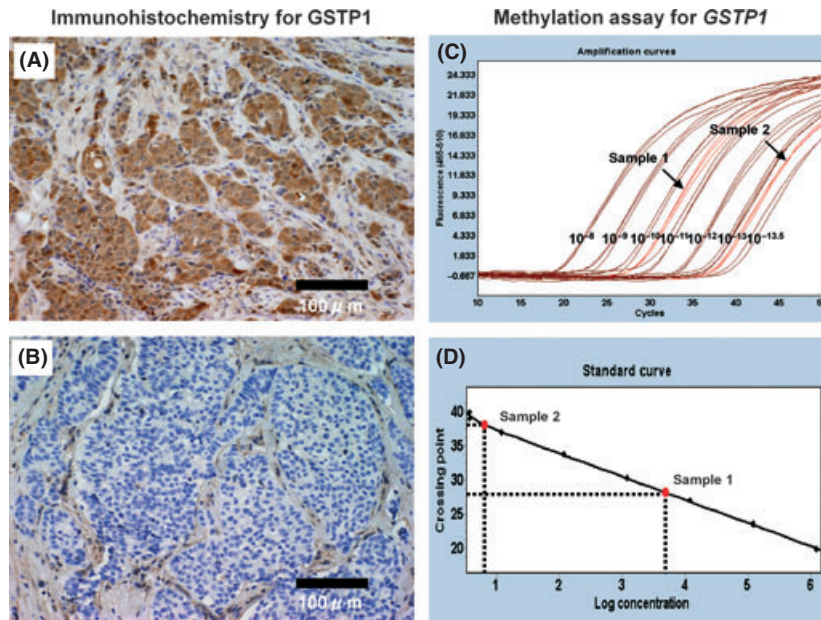 Immunohistochemistry for GSTP1
Methylation assay for GSTP1
(A)
100 μ m
(B)
100 μ m
(C)
Amplification curves
Fluorescence (465-510)
24.333
21.833
19.333
16.833
14.333
11.833
9.333
6.833
4.333
1.833
-0.667
Sample 1
Sample 2
10⁻⁸ 10⁻⁹ 10⁻¹⁰ 10⁻¹¹ 10⁻¹² 10⁻¹³ 10⁻¹³·⁵
10 15 20 25 30 35 40 45 50
Cycles
(D)
Standard curve
Crossing point
40
35
30
25
20
Sample 2
Sample 1
1 2 3 4 5 6
Log concentration